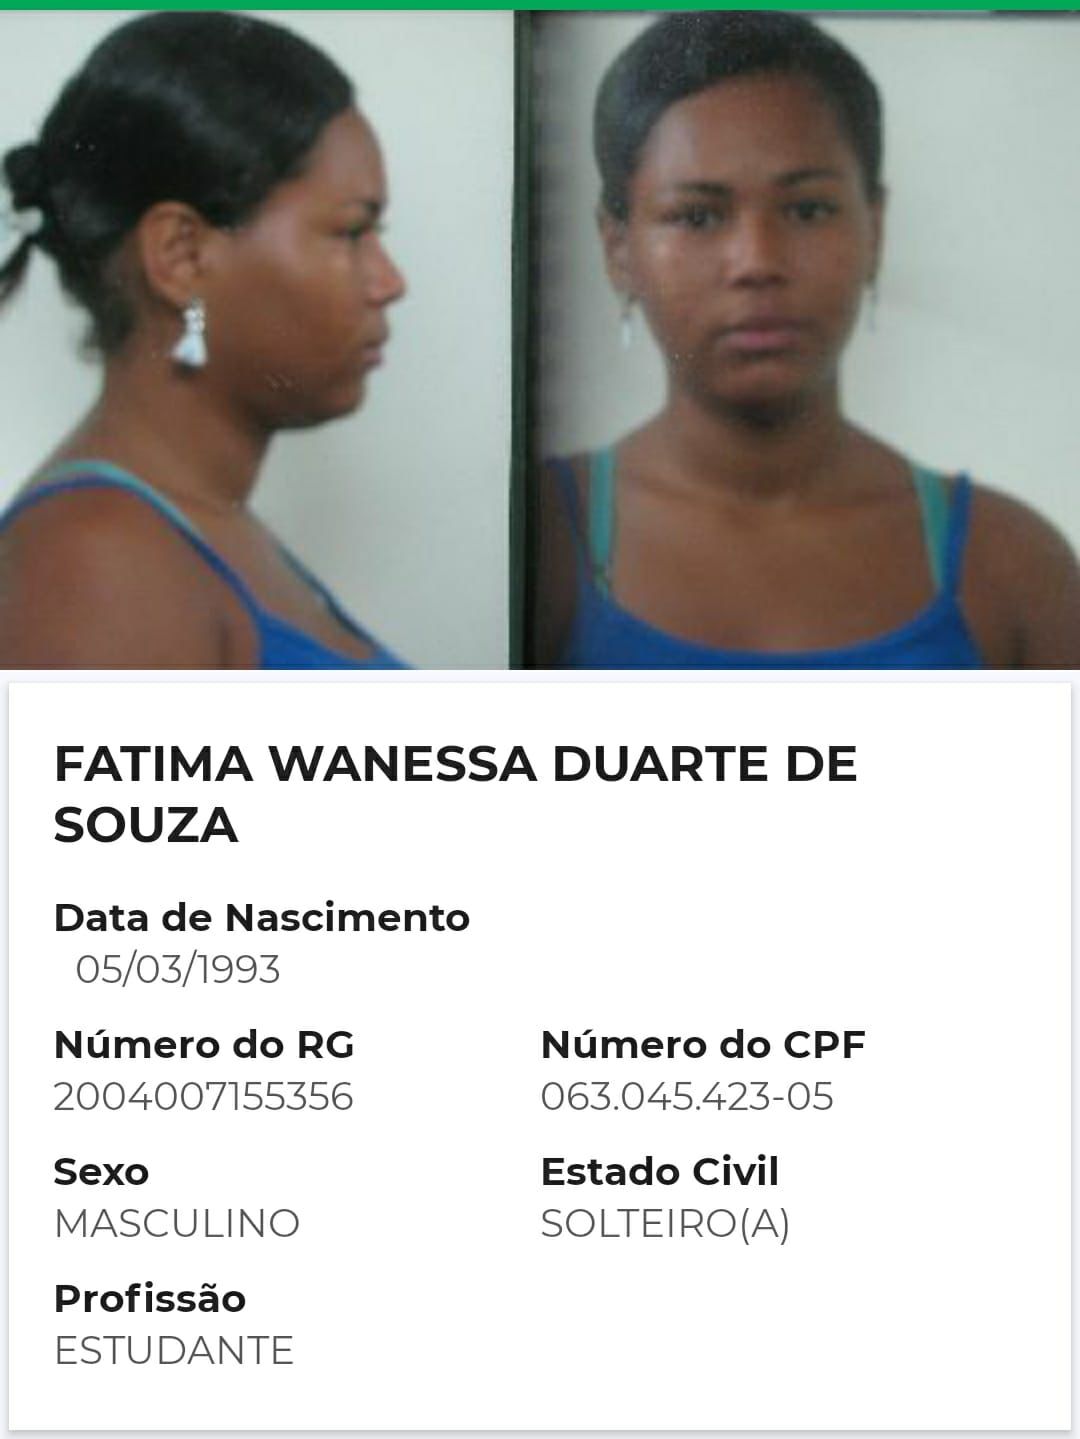 FATIMA WANESSA DUARTE DE
SOUZA
Data de Nascimento
05/03/1993
Número do RG
2004007155356
Número do CPF
063.045.423-05
Sexo
MASCULINO
Estado Civil
SOLTEIRO(A)
Profissão
ESTUDANTE